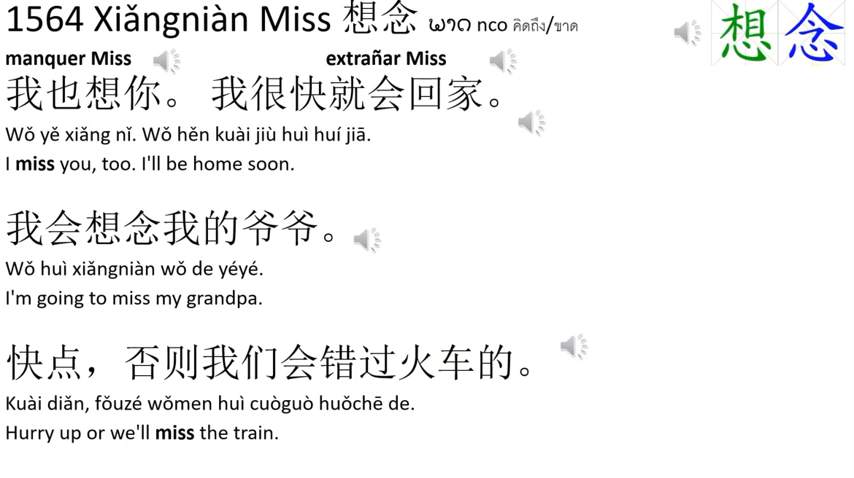 1564 Xiǎngniàn Miss 想念 ພາດ nco คิดถึง/ขาด
想念
manquer Miss extrañar Miss
我也想你。 我很快就会回家。
Wǒ yě xiǎng nǐ. Wǒ hěn kuài jiù huì huí jiā.
I miss you, too. I'll be home soon.
我会想念我的爷爷。
Wǒ huì xiǎngniàn wǒ de yéyé.
I'm going to miss my grandpa.
快点，否则我们会错过火车的。
Kuài diǎn, fǒuzé wǒmen huì cuòguò huǒchē de.
Hurry up or we'll miss the train.